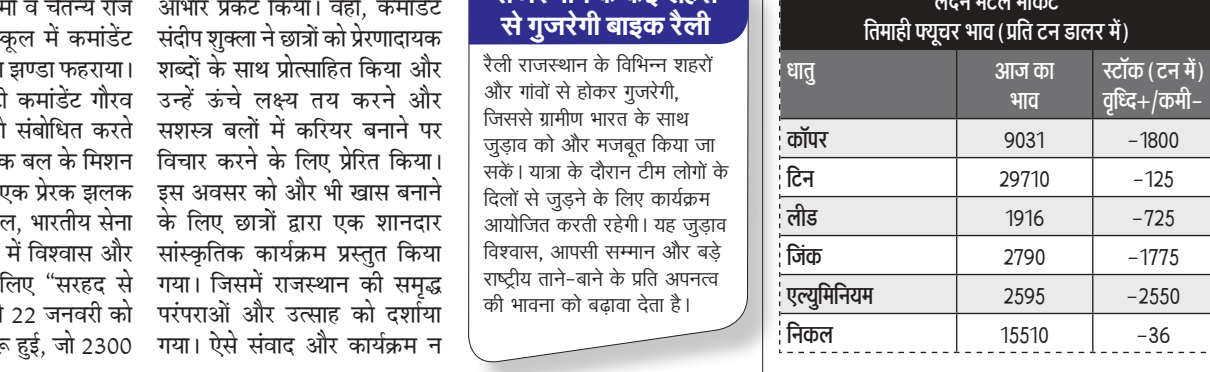 मा व चैतन्य राज
कूल में कमांडेंट
झण्डा फहराया।
कमांडेंट गौरव
संबोधित करते
क बल के मिशन
एक प्रेरक झलक
ल, भारतीय सेना
में विश्वास और
लिए “सरहद से
22 जनवरी को
हुई, जो 2300
आभार प्रकट किया। वहीं, कमांडेंट
संदीप शुक्ला ने छात्रों को प्रेरणादायक
शब्दों के साथ प्रोत्साहित किया और
उन्हें ऊंचे लक्ष्य तय करने और
सशस्त्र बलों में करियर बनाने पर
विचार करने के लिए प्रेरित किया।
इस अवसर को और भी खास बनाने
के लिए छात्रों द्वारा एक शानदार
सांस्कृतिक कार्यक्रम प्रस्तुत किया
गया। जिसमें राजस्थान की समृद्ध
परंपराओं और उत्साह को दर्शाया
गया। ऐसे संवाद और कार्यक्रम न
से गुजरेगी बाइक रैली
रैली राजस्थान के विभिन्न शहरों
और गांवों से होकर गुजरेगी,
जिससे ग्रामीण भारत के साथ
जुड़ाव को और मजबूत किया जा
सकें। यात्रा के दौरान टीम लोगों के
दिलों से जुड़ने के लिए कार्यक्रम
आयोजित करती रहेगी। यह जुड़ाव
विश्वास, आपसी सम्मान और बड़े
राष्ट्रीय ताने-बाने के प्रति अपनत्व
की भावना को बढ़ावा देता है।
लंदन मेटल मार्केट
तिमाही फ्यूचर भाव (प्रति टन डालर में)
धातु आज का भाव स्टॉक (टन में) वृध्दि+/कमी-
कॉपर 9031 -1800
टिन 29710 -125
लीड 1916 -725
जिंक 2790 -1775
एल्युमिनियम 2595 -2550
निकल 15510 -36